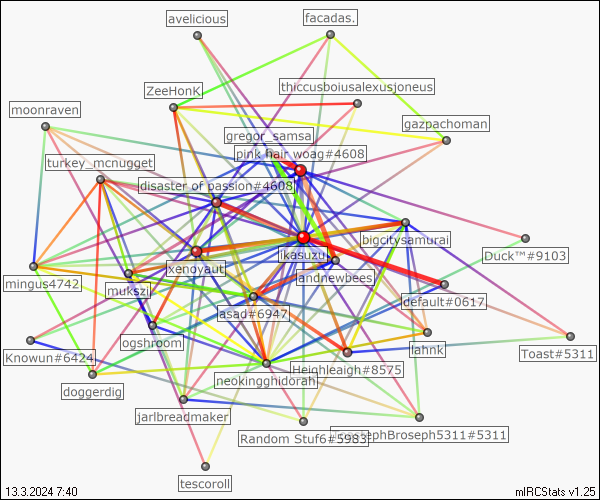 avelicious
facadas.
ZeeHonK
thiccusboiusalexusjoneus
moonraven
gazpachoman
gregor_samsa
pink hair woag#4608
turkey_mcnugget
disaster of passion#4608
bigcitysamurai
ikasuzu
Duck™#9103
xenoyaut
mingus4742
mukszi
landnewbees
default#0617
asad#6947
ogshroom
lahnk
Knowun#6424
Heighleaigh#8575
Toast#5311
neokingghidorah
doggerdig
jarlbreadmaker
Random Stuf6#5983
BrosephBroseph5311#5311
tescoroll
13.3.2024 7:40
mIRCStats v1.25